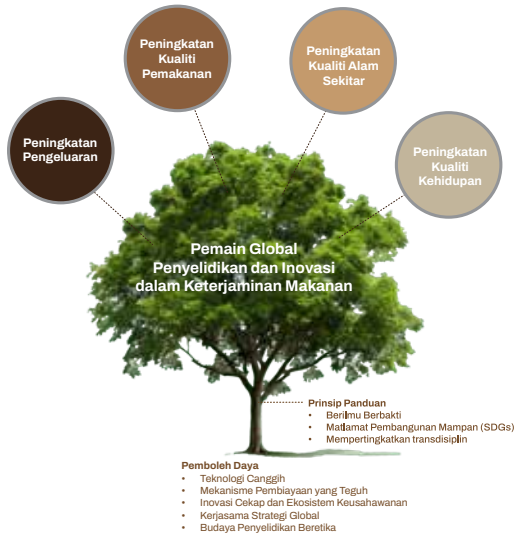 Peningkatan
Kualiti
Pemakanan
Peningkatan
Kualiti Alam
Sekitar
Peningkatan
Pengeluaran
Peningkatan
Kualiti
Kehidupan
Pemain Global
Penyelidikan dan Inovasi
dalam Keterjaminan Makanan
Prinsip Panduan
• Berilmu Berbakti
• Matlamat Pembangunan Mampan (SDGs)
• Mempertingkatkan transdisiplin
Pemboleh Daya
• Teknologi Canggih
• Mekanisme Pembiayaan yang Teguh
• Inovasi Cekap dan Ekosistem Keusahawanan
• Kerjasama Strategi Global
• Budaya Penyelidikan Beretika